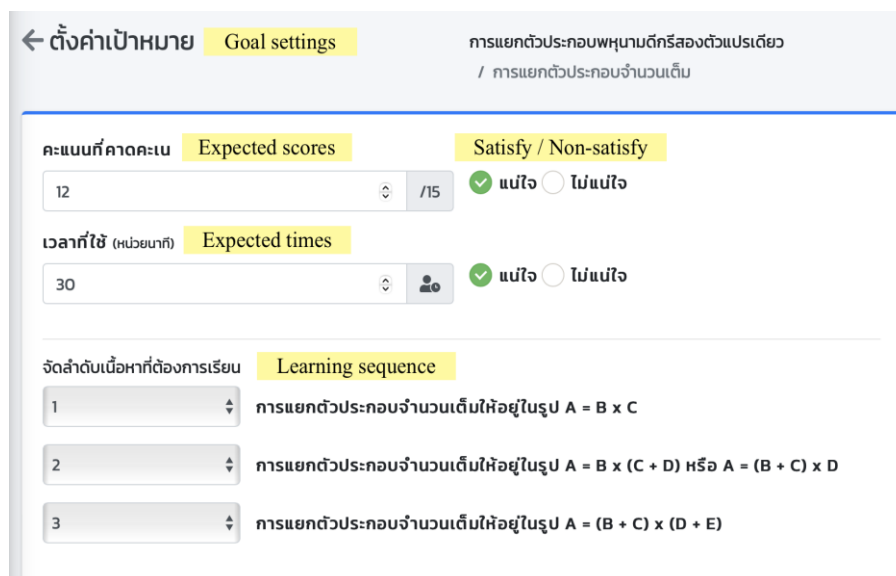 ← ตั้งค่าเป้าหมาย Goal settings การแยกตัวประกอบพหุนามดีกรีสองตัวแปรเดียว
/ การแยกตัวประกอบจำนวนเต็ม
คะแนนที่คาดคะเน Expected scores Satisfy / Non-satisfy
12 /15 แน่ใจ ไม่แน่ใจ
เวลาที่ใช้ (หน่วยนาที) Expected times
30 แน่ใจ ไม่แน่ใจ
จัดลำดับเนื้อหาที่ต้องการเรียน Learning sequence
1 การแยกตัวประกอบจำนวนเต็มให้อยู่ในรูป A = B x C
2 การแยกตัวประกอบจำนวนเต็มให้อยู่ในรูป A = B x (C + D) หรือ A = (B + C) x D
3 การแยกตัวประกอบจำนวนเต็มให้อยู่ในรูป A = (B + C) x (D + E)